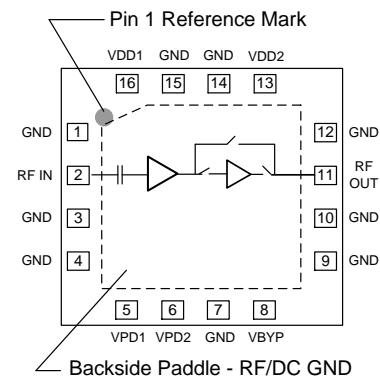 Pin 1 Reference Mark
VDD1 GND GND VDD2
16 15 14 13
GND 1 12 GND
RF IN 2 11 RF OUT
GND 3 10 GND
GND 4 9 GND
5 6 7 8
VPD1 VPD2 GND VBYP
Backside Paddle - RF/DC GND